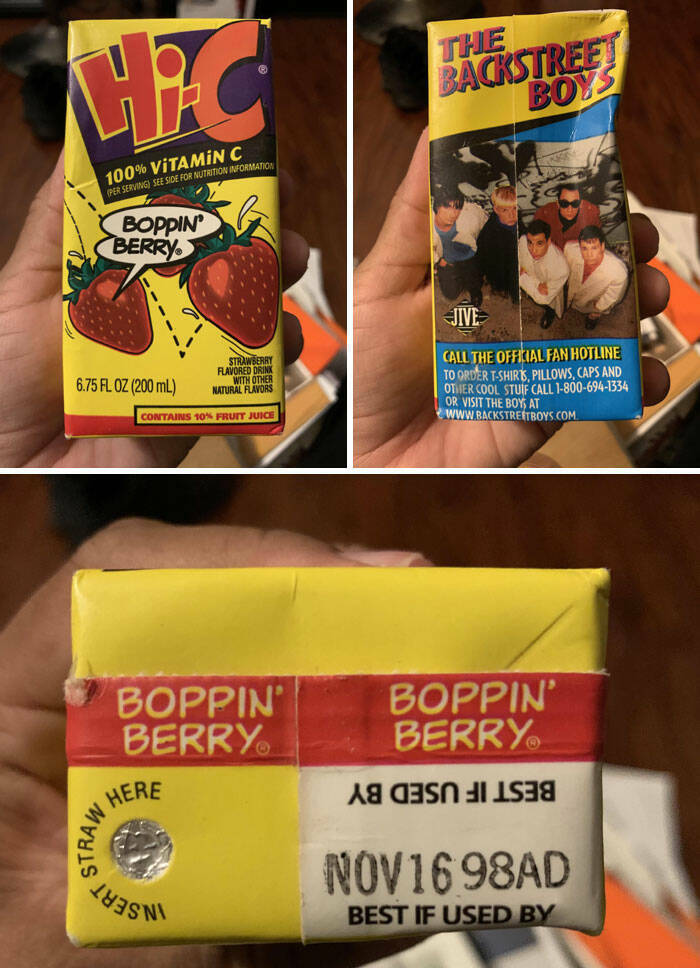 Hi-C®
100% ViTAMiN C
(PER SERVING) SEE SIDE FOR NUTRITION INFORMATION
BOPPIN'
BERRY®
STRAWBERRY
FLAVORED DRINK
WITH OTHER
NATURAL FLAVORS
6.75 FL OZ (200 mL)
CONTAINS 10% FRUIT JUICE
THE
BACKSTREET
BOYS
JIVE
CALL THE OFFICIAL FAN HOTLINE
TO ORDER T-SHIRTS, PILLOWS, CAPS AND
OTHER COOL STUFF CALL 1-800-694-1334
OR VISIT THE BOYS AT
WWW.BACKSTREETBOYS.COM.
BOPPIN' BOPPIN'
BERRY® BERRY®
INSERT STRAW HERE
BEST IF USED BY
NOV 16 98AD
BEST IF USED BY